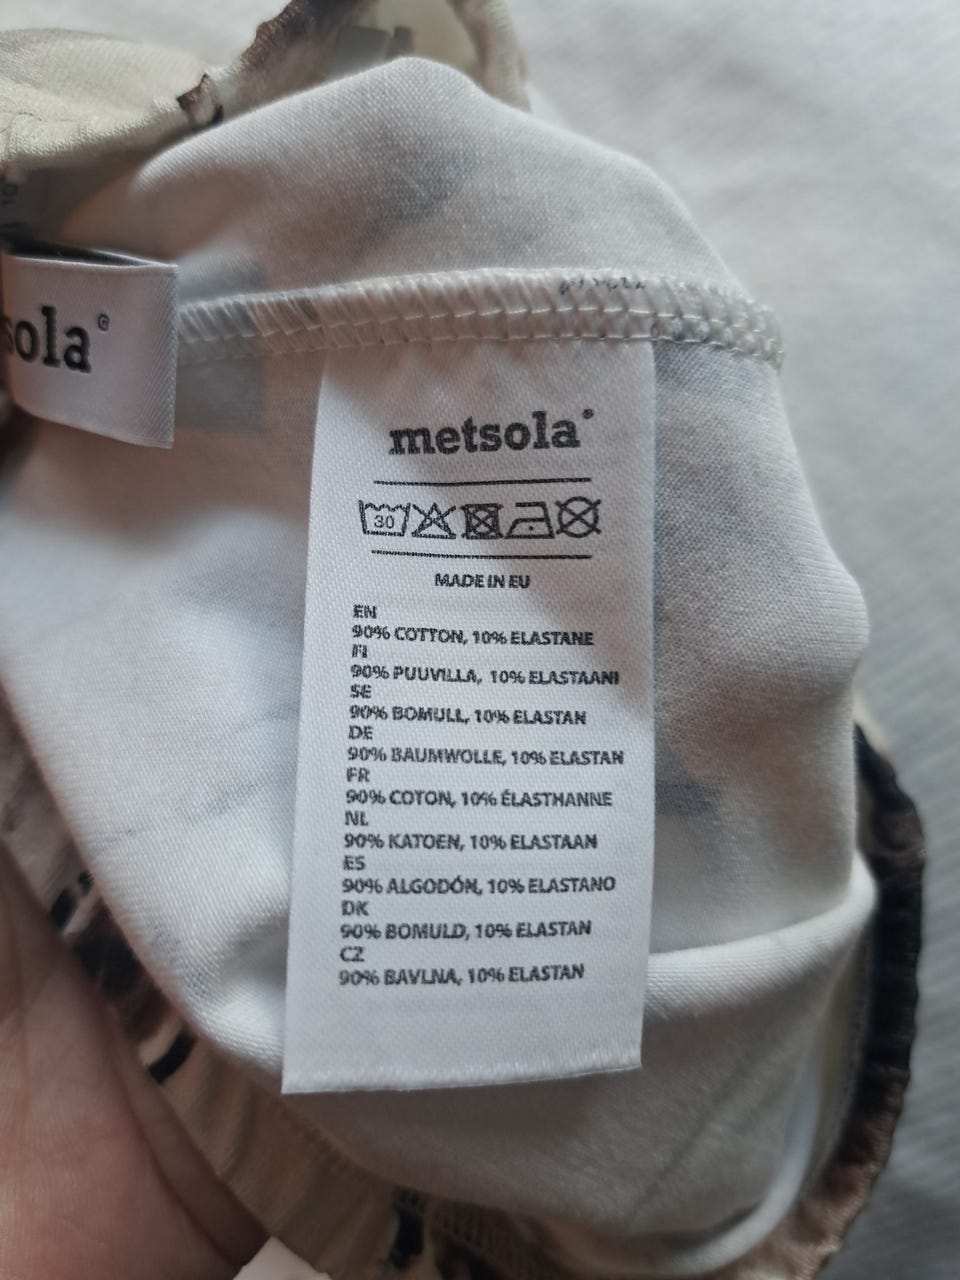 sola®
metsola®
30
MADE IN EU
EN
90% COTTON, 10% ELASTANE
FI
90% PUUVILLA, 10% ELASTAANI
SE
90% BOMULL, 10% ELASTAN
DE
90% BAUMWOLLE, 10% ELASTAN
FR
90% COTON, 10% ÉLASTHANNE
NL
90% KATOEN, 10% ELASTAAN
ES
90% ALGODÓN, 10% ELASTANO
DK
90% BOMULD, 10% ELASTAN
CZ
90% BAVLNA, 10% ELASTAN